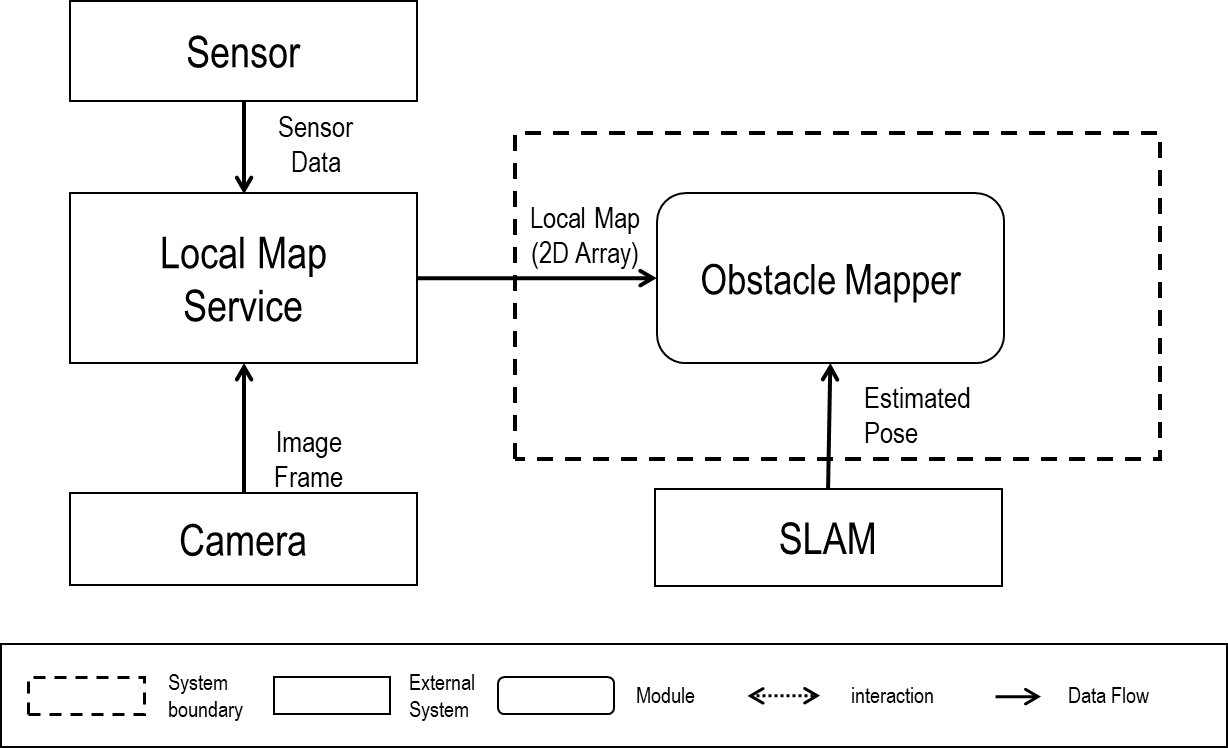 Sensor
Sensor
Data
Local Map
Service
Local Map
(2D Array)
Obstacle Mapper
Image
Frame
Estimated
Pose
Camera
SLAM
System
boundary
External
System
Module
interaction
Data Flow